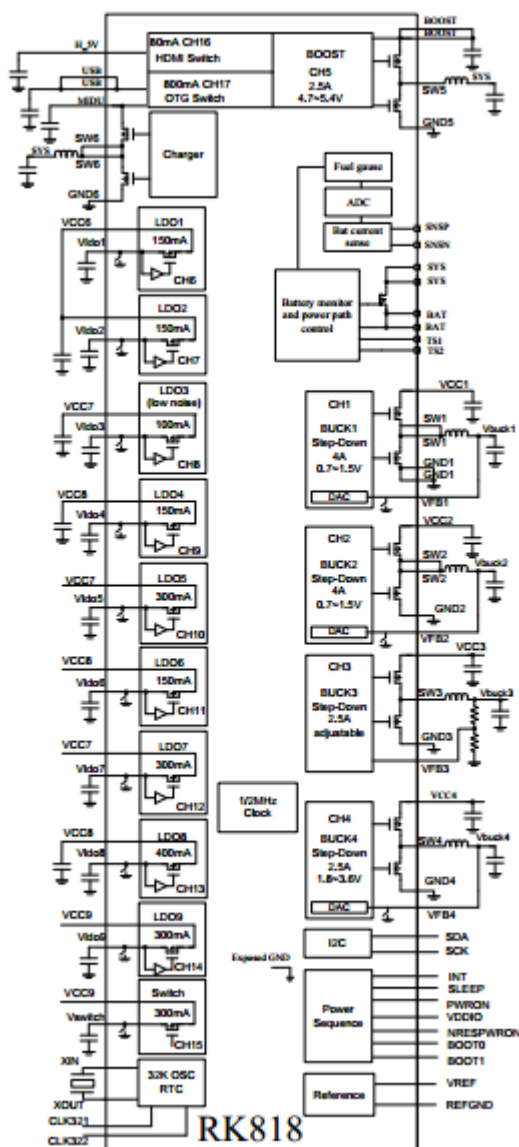 H_5V
USB
USB
MIDU
80mA CH16
HDMI Switch
800mA CH17
OTG Switch
BOOST
CH5
2.5A
4.7~5.4V
BOOST
BOOST
SYS
SW5
GND5
SW6
SYS
SW6
GND6
Charger
Fuel gauge
ADC
Bat current
sense
SNSP
SNSN
Battery monitor
and power path
control
SYS
SYS
BAT
BAT
TS1
TS2
VCC6
Vldo1
LDO1
150mA
CH6
Vldo2
LDO2
150mA
CH7
VCC7
Vldo3
LDO3
(low noise)
100mA
CH8
VCC8
Vldo4
LDO4
150mA
CH9
VCC7
Vldo5
LDO5
300mA
CH10
VCC8
Vldo6
LDO6
150mA
CH11
VCC7
Vldo7
LDO7
300mA
CH12
VCC8
Vldo8
LDO8
400mA
CH13
VCC9
Vldo9
LDO9
300mA
CH14
VCC9
Vswitch
Switch
300mA
CH15
XIN
XOUT
CLK321
CLK322
32K OSC
RTC
CH1
BUCK1
Step-Down
4A
0.7~1.5V
DAC
VCC1
SW1
SW1
Vbuck1
GND1
GND1
VFB1
CH2
BUCK2
Step-Down
4A
0.7~1.5V
DAC
VCC2
SW2
SW2
Vbuck2
GND2
VFB2
CH3
BUCK3
Step-Down
2.5A
adjustable
VCC3
SW3
Vbuck3
GND3
VFB3
1/2MHz
Clock
CH4
BUCK4
Step-Down
2.5A
1.8~3.6V
DAC
VCC4
SW4
Vbuck4
GND4
VFB4
I2C
SDA
SCK
Exposed GND
Power
Sequence
INT
SLEEP
PWRON
VDDIO
NRESPWRON
BOOT0
BOOT1
Reference
VREF
REFGND
RK818